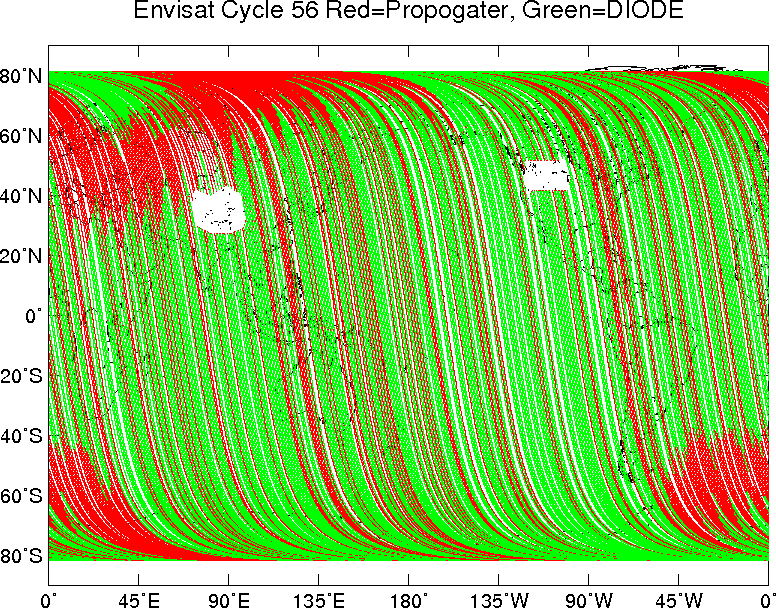 Envisat Cycle 56 Red=Propogater, Green=DIODE
80˚N
60˚N
40˚N
20˚N
0˚
20˚S
40˚S
60˚S
80˚S
0˚ 45˚E 90˚E 135˚E 180˚ 135˚W 90˚W 45˚W 0˚